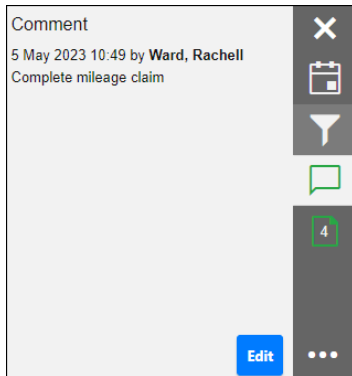 Comment
5 May 2023 10:49 by Ward, Rachell
Complete mileage claim
4
Edit